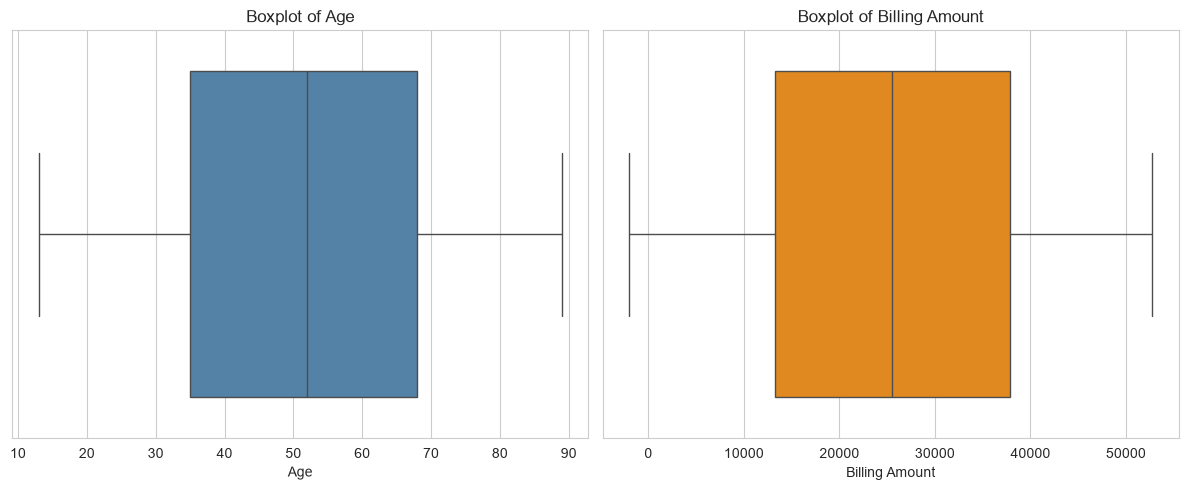 Boxplot of Age
10 20 30 40 50 60 70 80 90
Age
Boxplot of Billing Amount
0 10000 20000 30000 40000 50000
Billing Amount